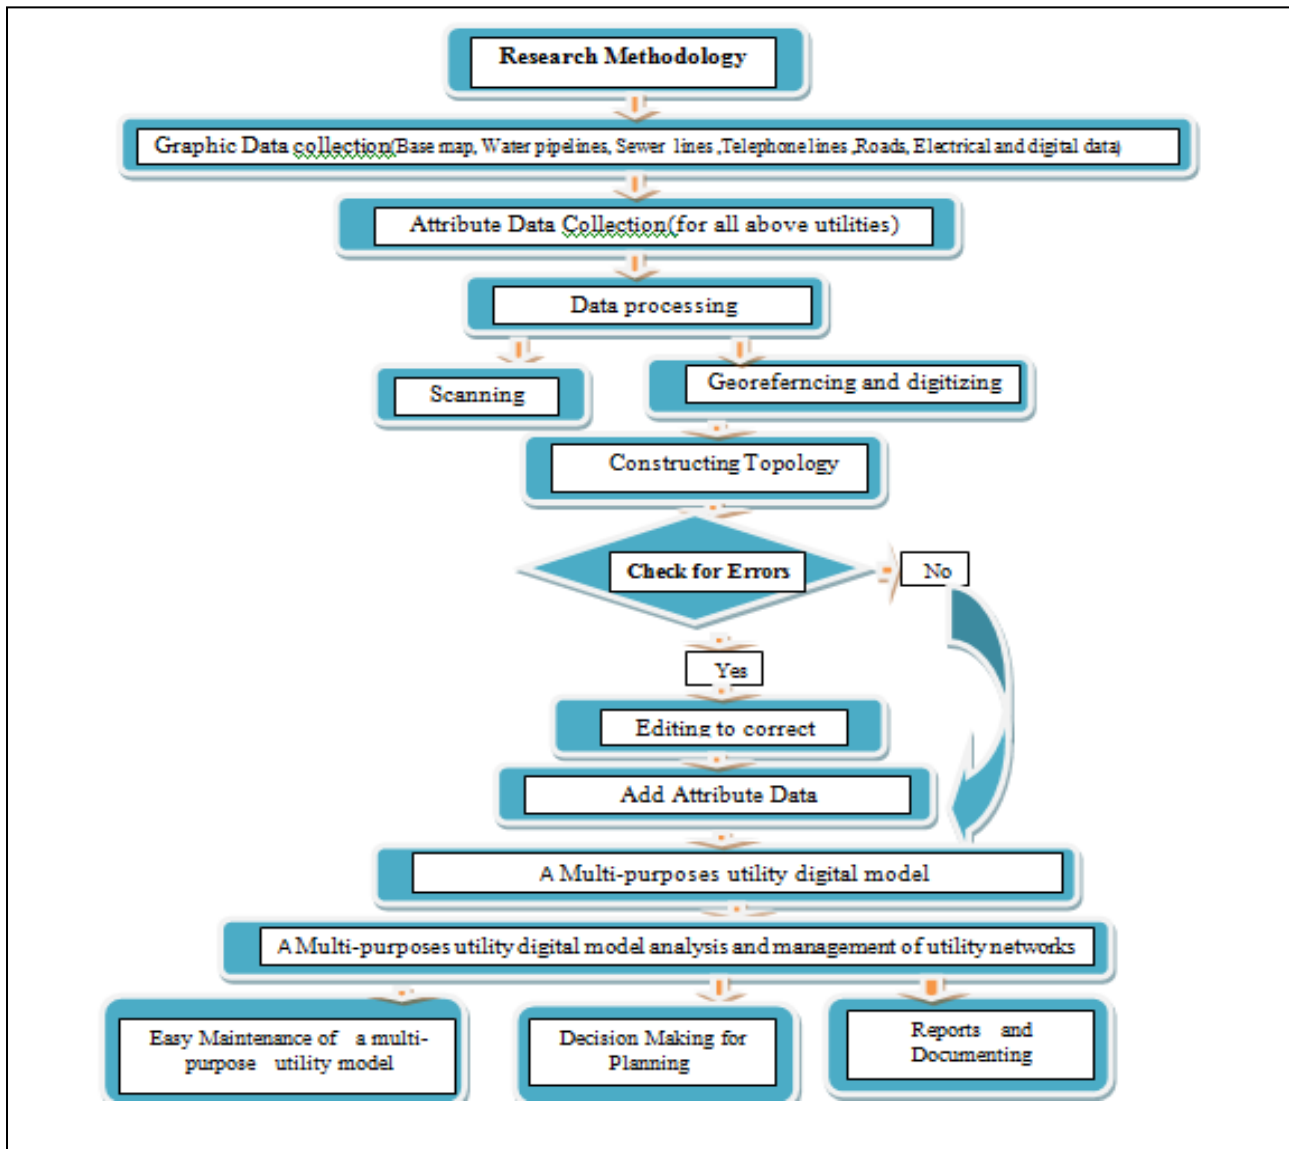 Research Methodology
Graphic Data collection(Base map, Water pipelines, Sewer lines ,Telephone lines ,Roads, Electrical and digital data)
Attribute Data Collection(for all above utilities)
Data processing
Scanning
Georeferncing and digitizing
Constructing Topology
Check for Errors
No
Yes
Editing to correct
Add Attribute Data
A Multi-purposes utility digital model
A Multi-purposes utility digital model analysis and management of utility networks
Easy Maintenance of a multi-
purpose utility model
Decision Making for
Planning
Reports and
Documenting